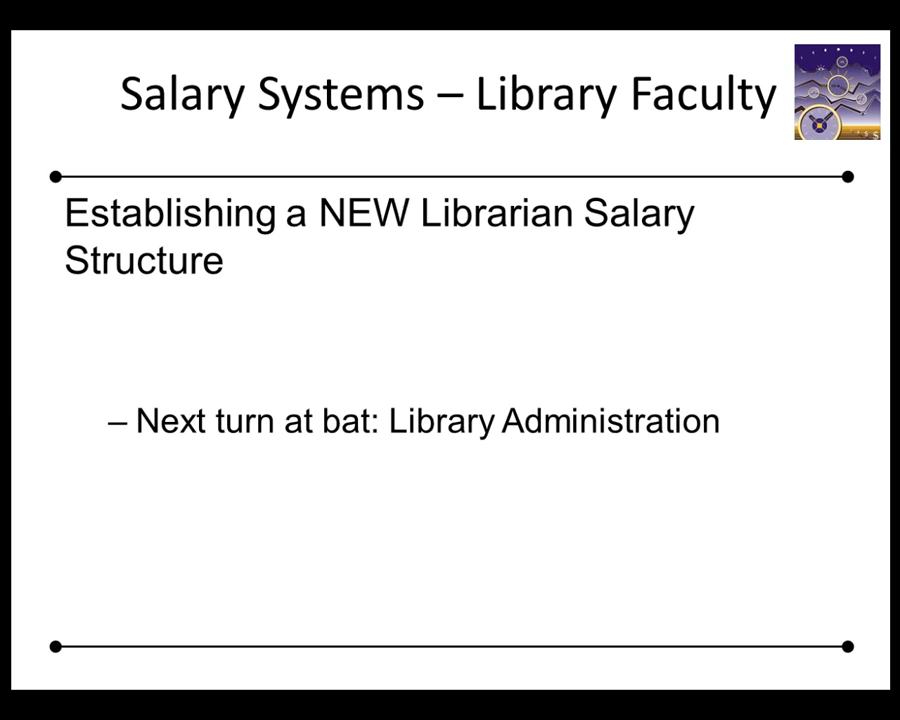 Salary Systems – Library Faculty
Establishing a NEW Librarian Salary
Structure
– Next turn at bat: Library Administration